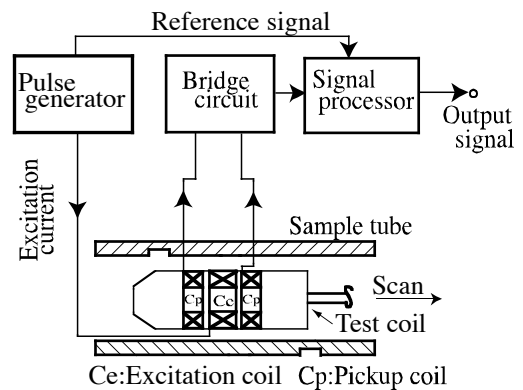 Reference signal
Pulse
generator
Bridge
circuit
Signal
processor
Output
signal
Excitation
current
Sample tube
Cp
Ce
Cp
Scan
Test coil
Ce:Excitation coil
Cp:Pickup coil